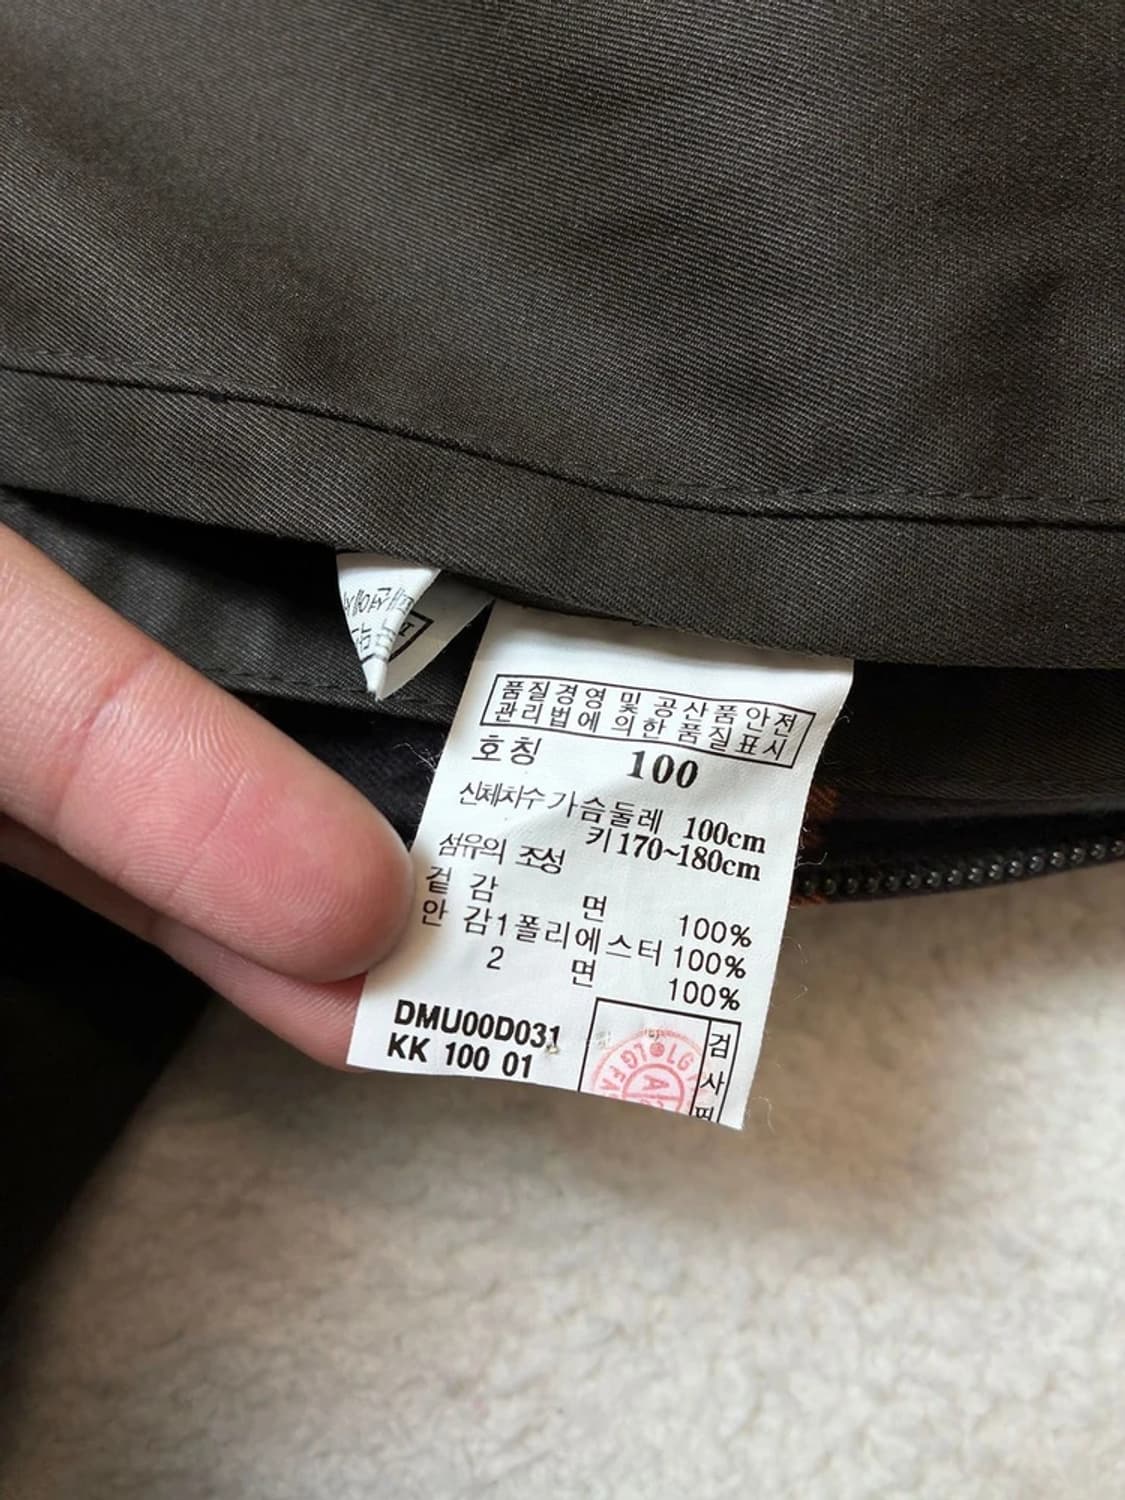 품질경영 및 공산품안전
관리법에 의한 품질표시
호칭 100
신체치수 가슴둘레 100cm
키 170~180cm
섬유의 조성
겉 감 면 100%
안 감1 폴리에스터 100%
2 면 100%
DMU00D031
KK 100 01
검사
LG LG
A